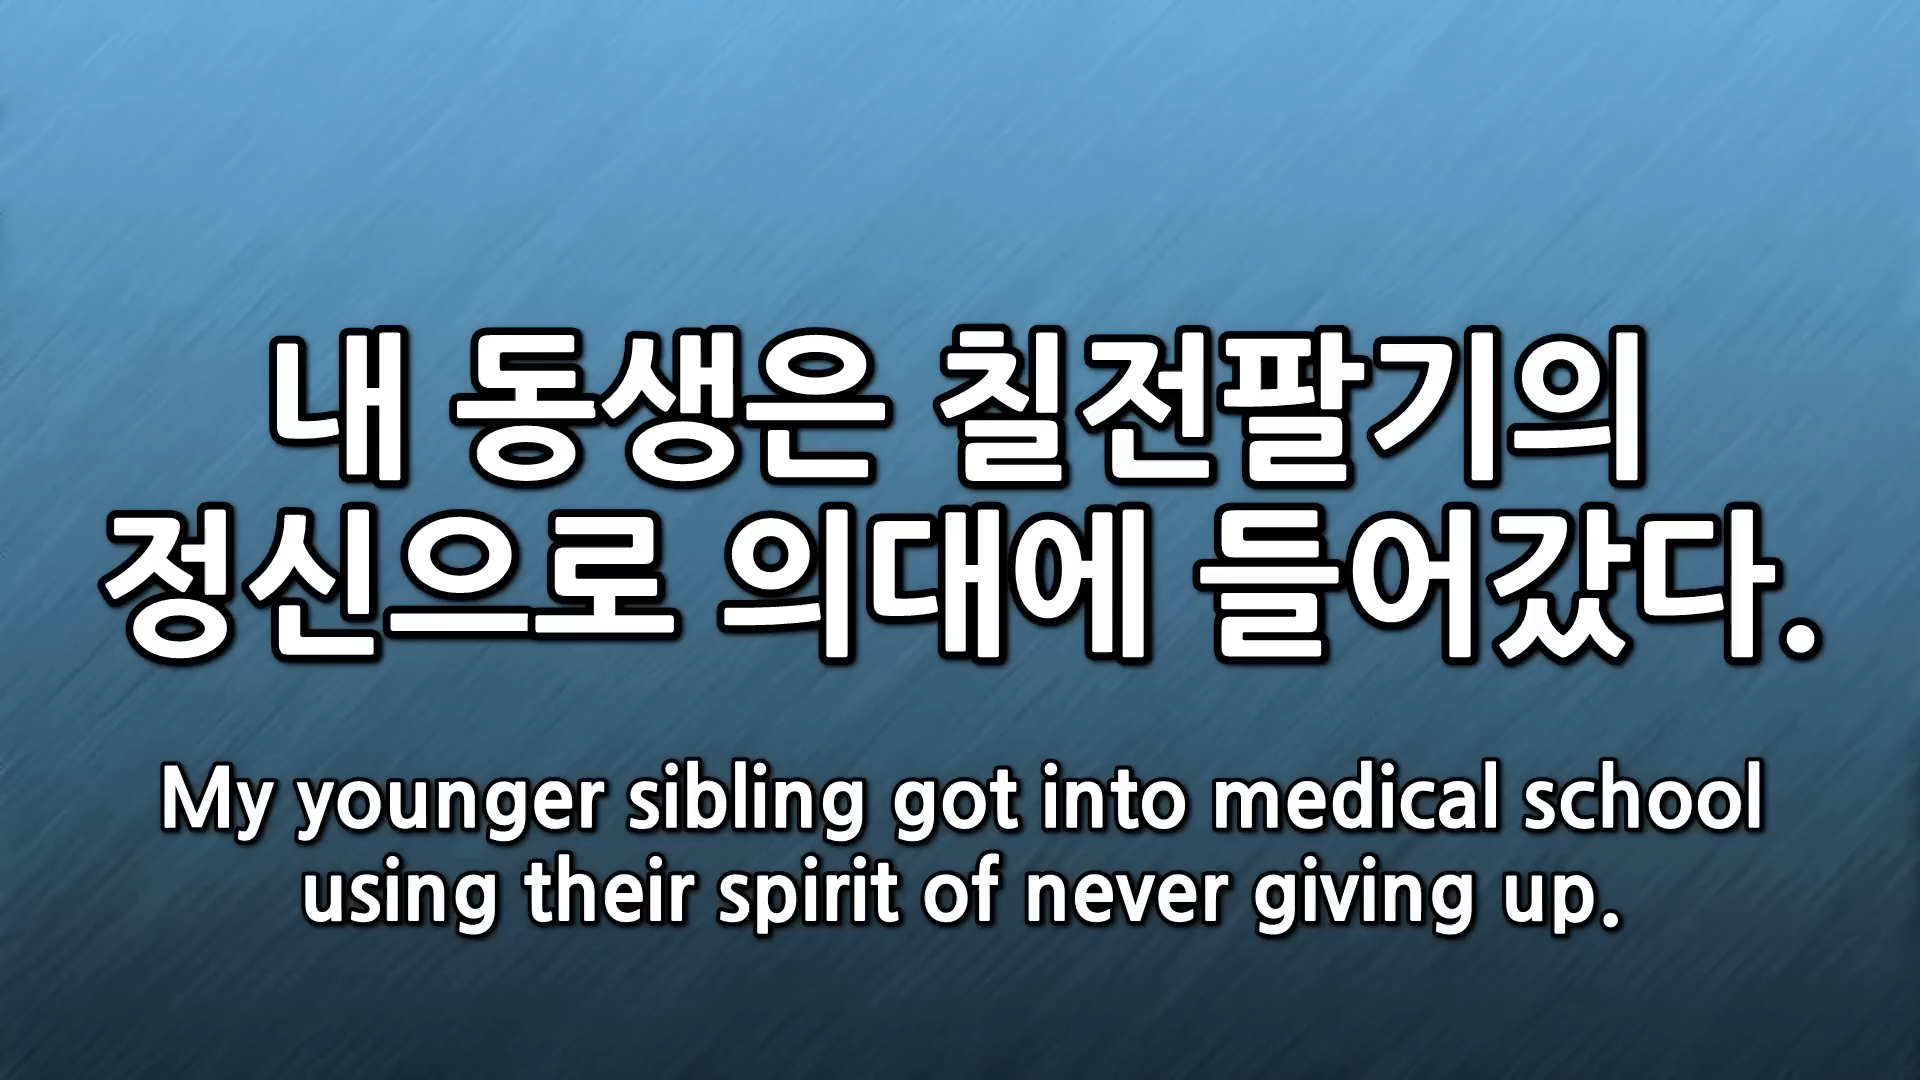 내 동생은 칠전팔기의
정신으로 의대에 들어갔다.
My younger sibling got into medical school
using their spirit of never giving up.